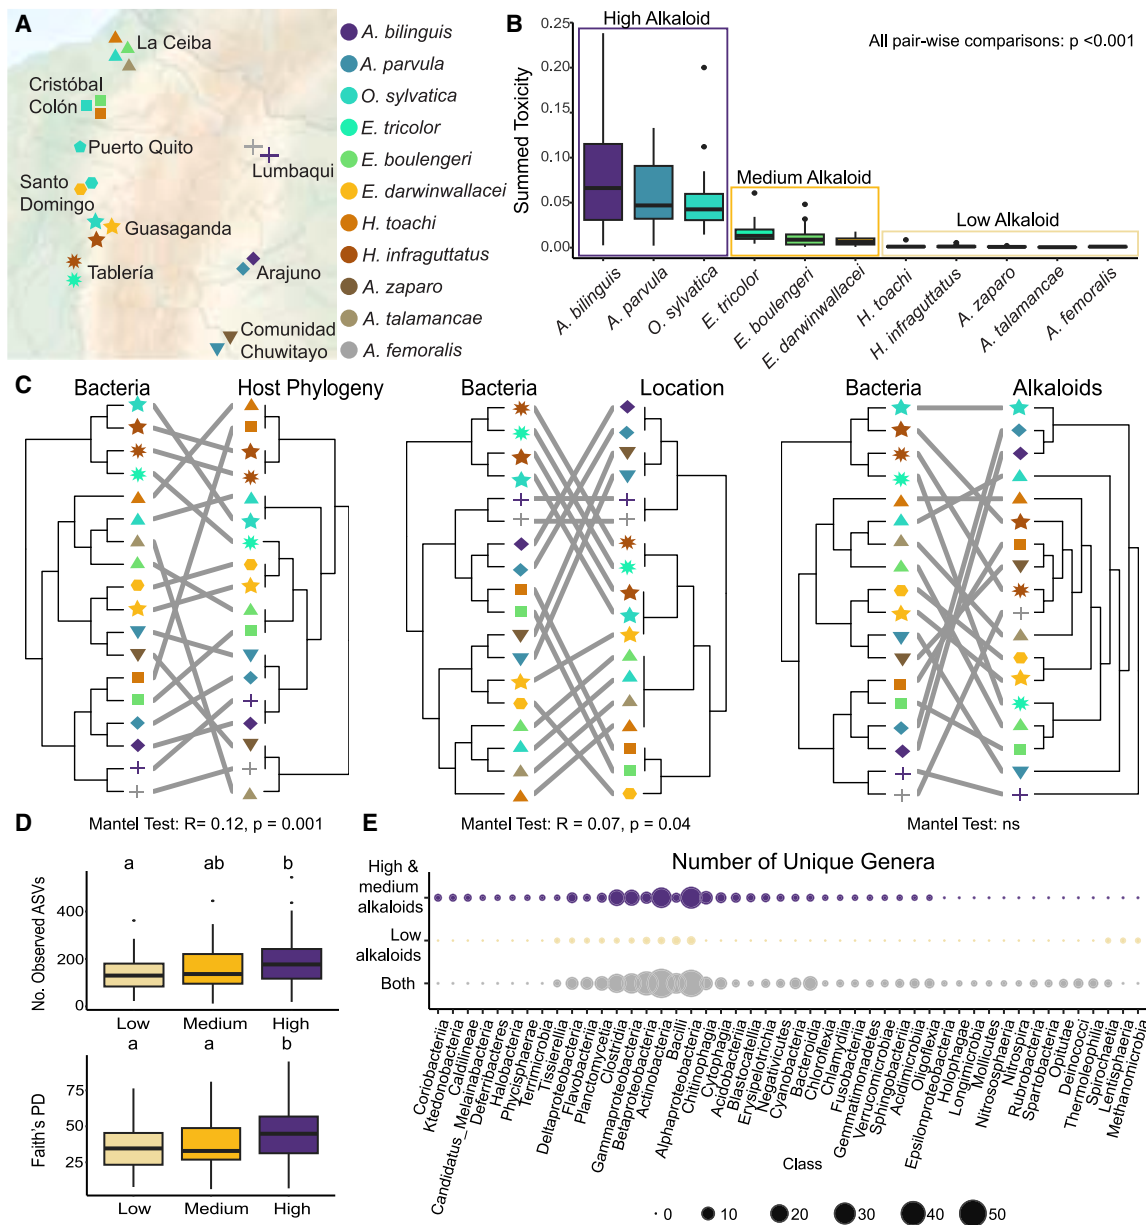 A
La Ceiba
Cristóbal
Colón
Puerto Quito
Lumbaqui
Santo
Domingo
Guasaganda
Tablería
Arajuno
Comunidad
Chuwitayo
A. bilinguis
A. parvula
O. sylvatica
E. tricolor
E. boulengeri
E. darwinwallacei
H. toachi
H. infraguttatus
A. zaparo
A. talamancae
A. femoralis
B
High Alkaloid
All pair-wise comparisons: p <0.001
Medium Alkaloid
Low Alkaloid
Summed Toxicity
0.25
0.20
0.15
0.10
0.05
0.00
A. bilinguis
A. parvula
O. sylvatica
E. tricolor
E. boulengeri
E. darwinwallacei
H. toachi
H. infraguttatus
A. zaparo
A. talamancae
A. femoralis
C
Bacteria Host Phylogeny
Mantel Test: R= 0.12, p = 0.001
Bacteria Location
Mantel Test: R = 0.07, p = 0.04
Bacteria Alkaloids
Mantel Test: ns
D
a ab b
No. Observed ASVs
400
200
0
Low Medium High
a a b
Faith's PD
75
50
25
Low Medium High
E
Number of Unique Genera
High &
medium
alkaloids
Low
alkaloids
Both
Coriobacteriia
Ktedonobacteria
Caldilineae
Candidatus_Melainabacteria
Deferribacteres
Halobacteria
Phycisphaerae
Terrimicrobia
Tissierellia
Deltaproteobacteria
Flavobacteriia
Planctomycetia
Clostridia
Gammaproteobacteria
Betaproteobacteria
Actinobacteria
Bacilli
Alphaproteobacteria
Chitinophagia
Cytophagia
Acidobacteriia
Blastocatellia
Erysipelotrichia
Negativicutes
Cyanobacteria
Bacteroidia
Chloroflexia
Chlamydiia
Fusobacteriia
Gemmatimonadetes
Verrucomicrobiae
Sphingobacteriia
Acidimicrobiia
Oligoflexia
Epsilonproteobacteria
Holophagae
Longimicrobia
Mollicutes
Nitrososphaeria
Nitrospira
Rubrobacteria
Spartobacteria
Opitutae
Deinococci
Thermoleophilia
Spirochaetia
Lentisphaeria
Methanomicrobia
Class
0 10 20 30 40 50